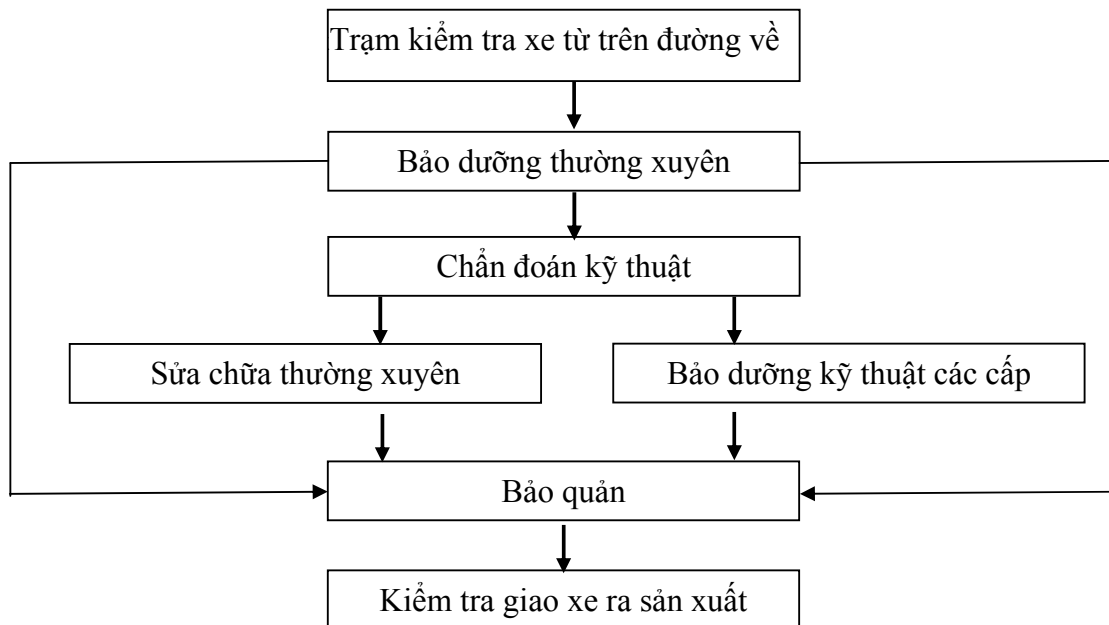 Trạm kiểm tra xe từ trên đường về
Bảo dưỡng thường xuyên
Chẩn đoán kỹ thuật
Sửa chữa thường xuyên
Bảo dưỡng kỹ thuật các cấp
Bảo quản
Kiểm tra giao xe ra sản xuất